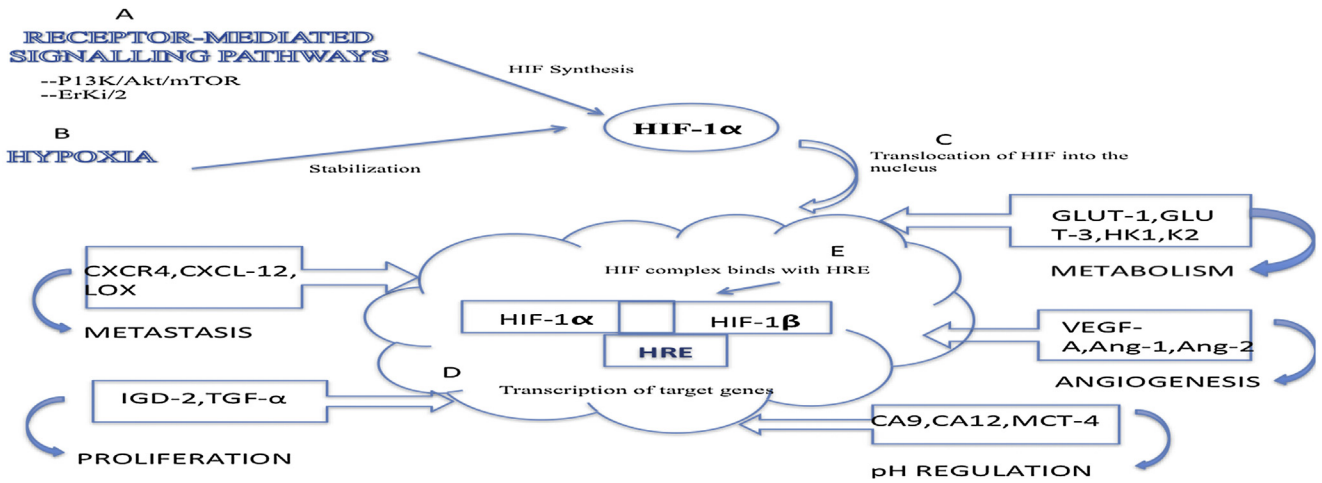 A
RECEPTOR-MEDIATED
SIGNALLING PATHWAYS
--P13K/Akt/mTOR
--ErKi/2
HIF Synthesis
B
HYPOXIA
Stabilization
HIF-1α
C
Translocation of HIF into the
nucleus
GLUT-1,GLU
T-3,HK1,K2
METABOLISM
CXCR4,CXCL-12,
LOX
METASTASIS
E
HIF complex binds with HRE
HIF-1α
HIF-1β
HRE
VEGF-
A,Ang-1,Ang-2
ANGIOGENESIS
D
Transcription of target genes
IGD-2,TGF-α
PROLIFERATION
CA9,CA12,MCT-4
pH REGULATION